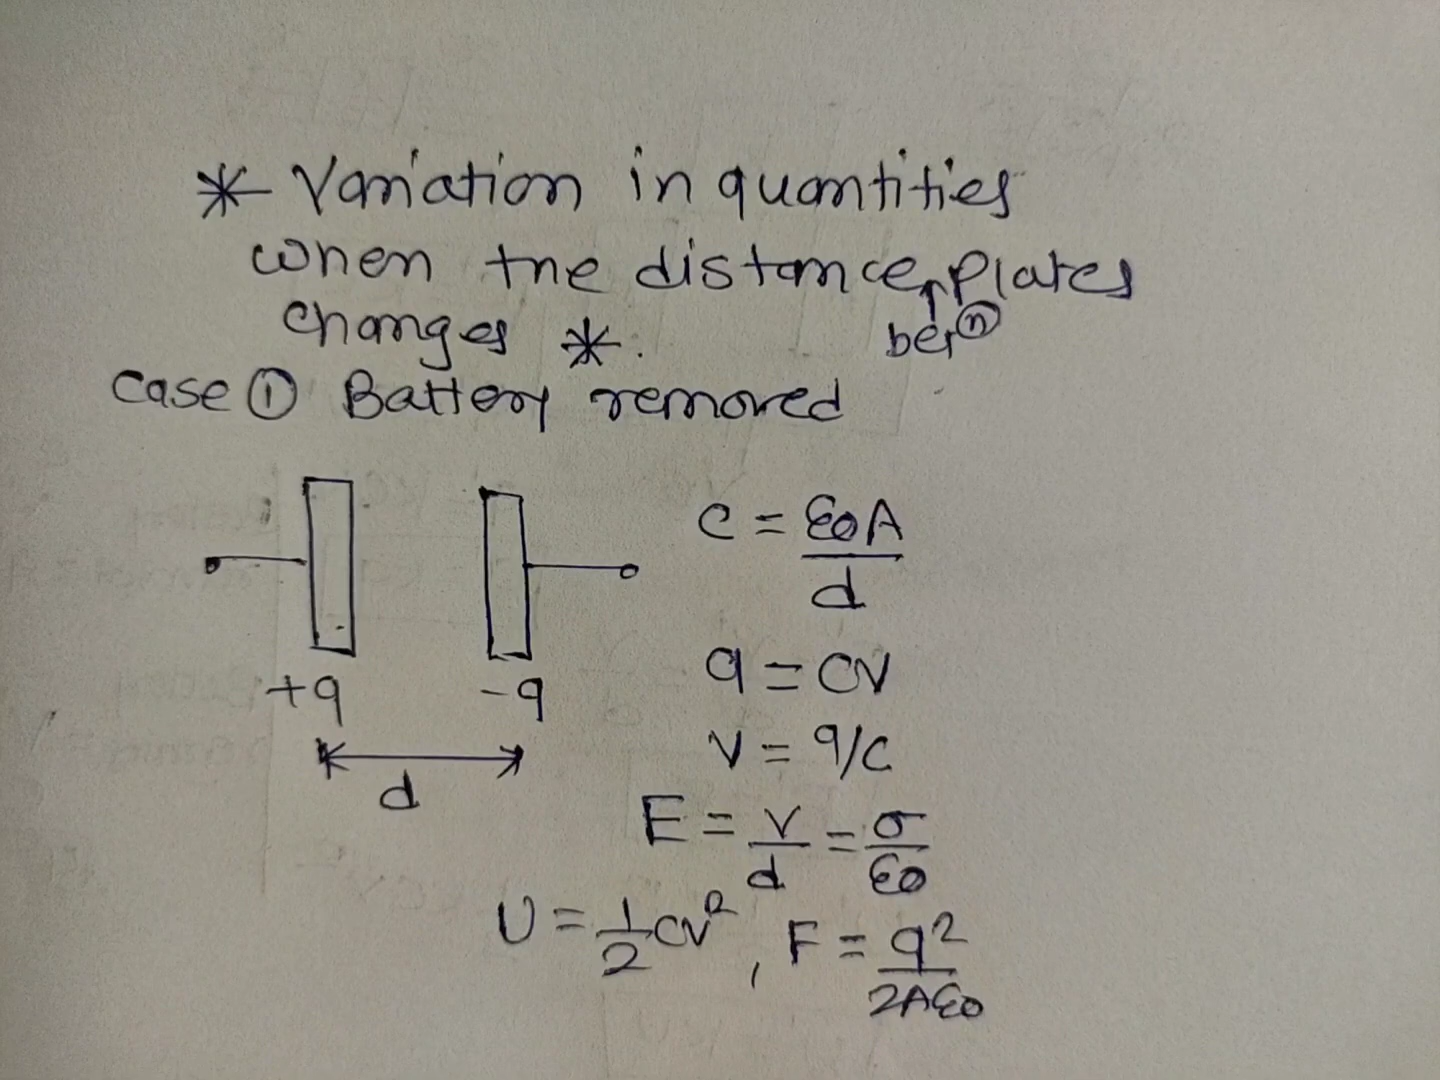 * Variation in quantities
when the distance plates
betⁿ
changes *.
Case ① Battery removed
C = ε0A/d
+q -q
q = CV
d
V = q/C
E = V/d = σ/ε0
U = 1/2 CV², F = q²/2Aε0